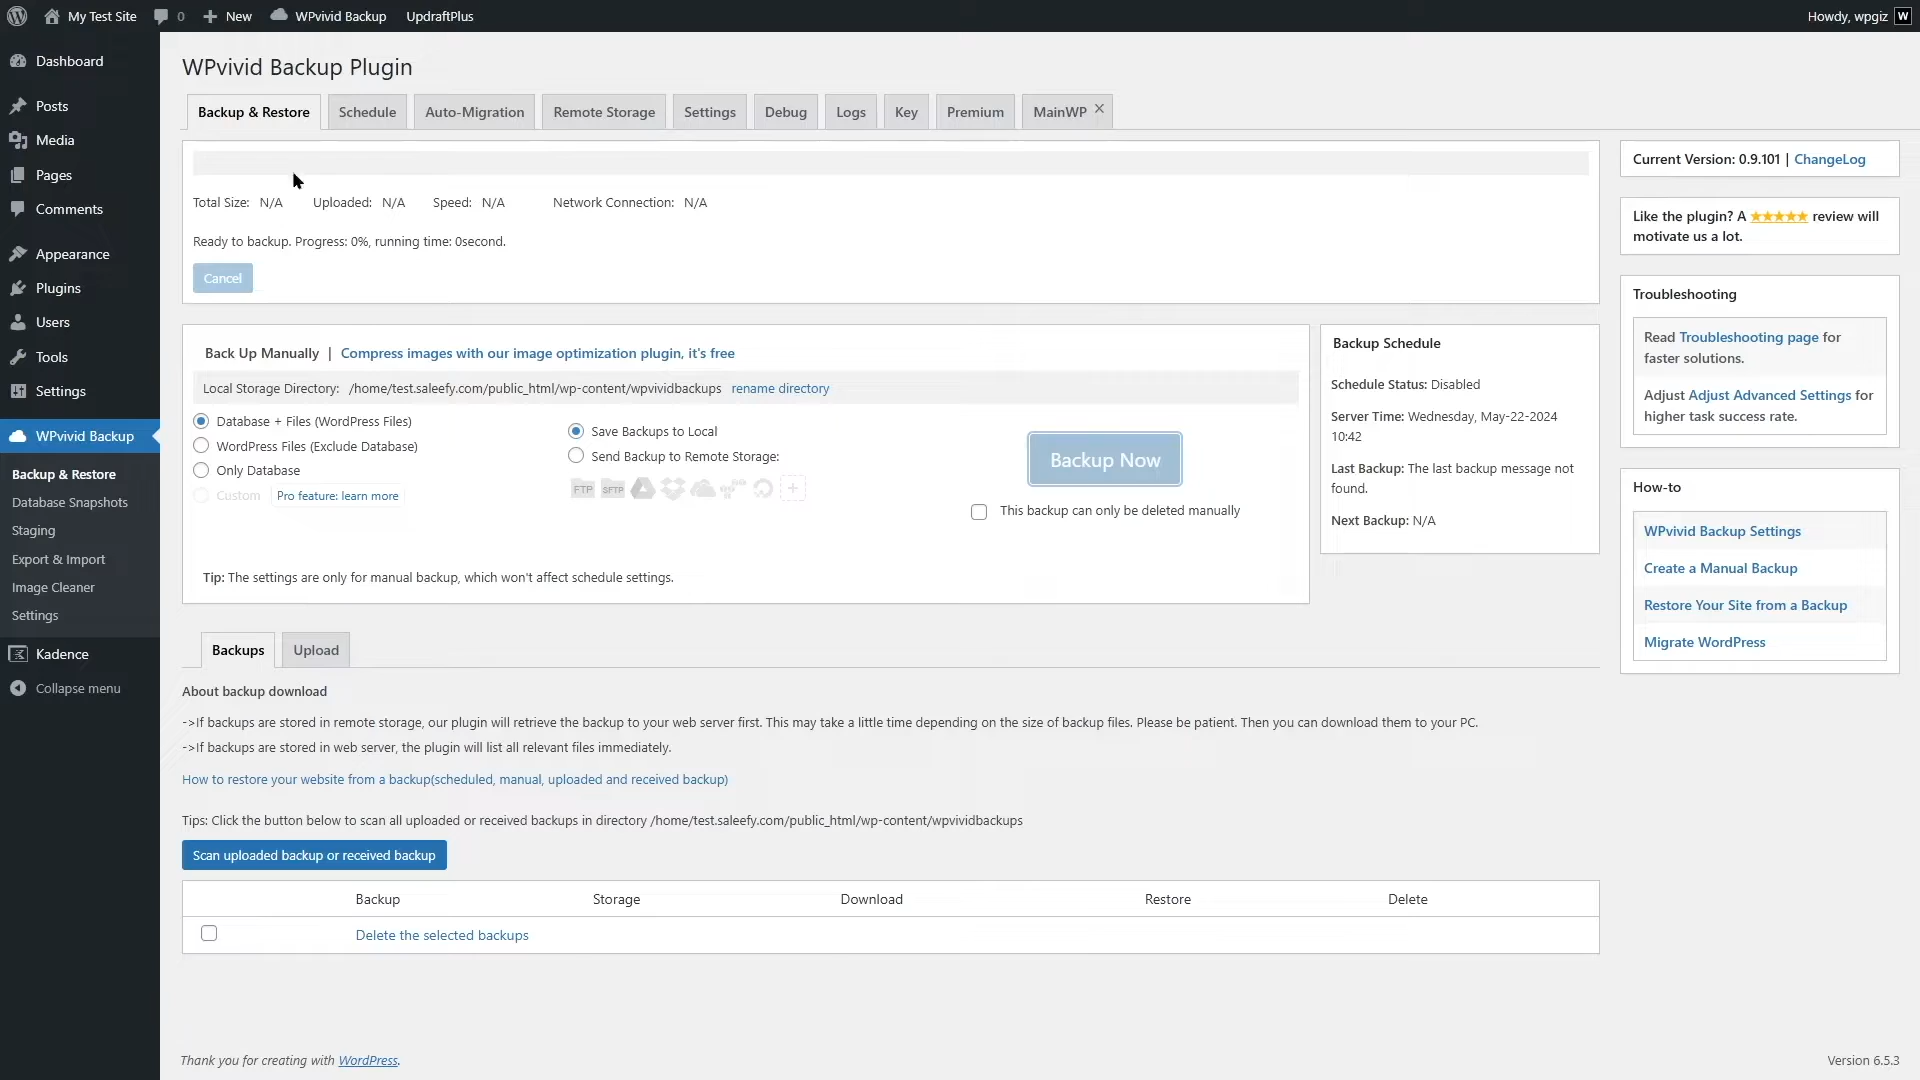 My Test Site
0
New
WPvivid Backup
UpdraftPlus
Howdy, wpgiz
W
Dashboard
Posts
Media
Pages
Comments
Appearance
Plugins
Users
Tools
Settings
WPvivid Backup
Backup & Restore
Database Snapshots
Staging
Export & Import
Image Cleaner
Settings
Kadence
Collapse menu
WPvivid Backup Plugin
Backup & Restore
Schedule
Auto-Migration
Remote Storage
Settings
Debug
Logs
Key
Premium
MainWP
Total Size: N/A Uploaded: N/A Speed: N/A Network Connection: N/A
Ready to backup. Progress: 0%, running time: 0second.
Cancel
Back Up Manually | Compress images with our image optimization plugin, it's free
Local Storage Directory: /home/test.saleefy.com/public_html/wp-content/wpvividbackups rename directory
Database + Files (WordPress Files)
WordPress Files (Exclude Database)
Only Database
Custom Pro feature: learn more
Save Backups to Local
Send Backup to Remote Storage:
FTP
SFTP
Backup Now
This backup can only be deleted manually
Tip: The settings are only for manual backup, which won't affect schedule settings.
Backup Schedule
Schedule Status: Disabled
Server Time: Wednesday, May-22-2024
10:42
Last Backup: The last backup message not
found.
Next Backup: N/A
Backups
Upload
About backup download
->If backups are stored in remote storage, our plugin will retrieve the backup to your web server first. This may take a little time depending on the size of backup files. Please be patient. Then you can download them to your PC.
->If backups are stored in web server, the plugin will list all relevant files immediately.
How to restore your website from a backup(scheduled, manual, uploaded and received backup)
Tips: Click the button below to scan all uploaded or received backups in directory /home/test.saleefy.com/public_html/wp-content/wpvividbackups
Scan uploaded backup or received backup
Backup Storage Download Restore Delete
Delete the selected backups
Current Version: 0.9.101 | ChangeLog
Like the plugin? A ★★★★★ review will
motivate us a lot.
Troubleshooting
Read Troubleshooting page for
faster solutions.
Adjust Adjust Advanced Settings for
higher task success rate.
How-to
WPvivid Backup Settings
Create a Manual Backup
Restore Your Site from a Backup
Migrate WordPress
Thank you for creating with WordPress.
Version 6.5.3